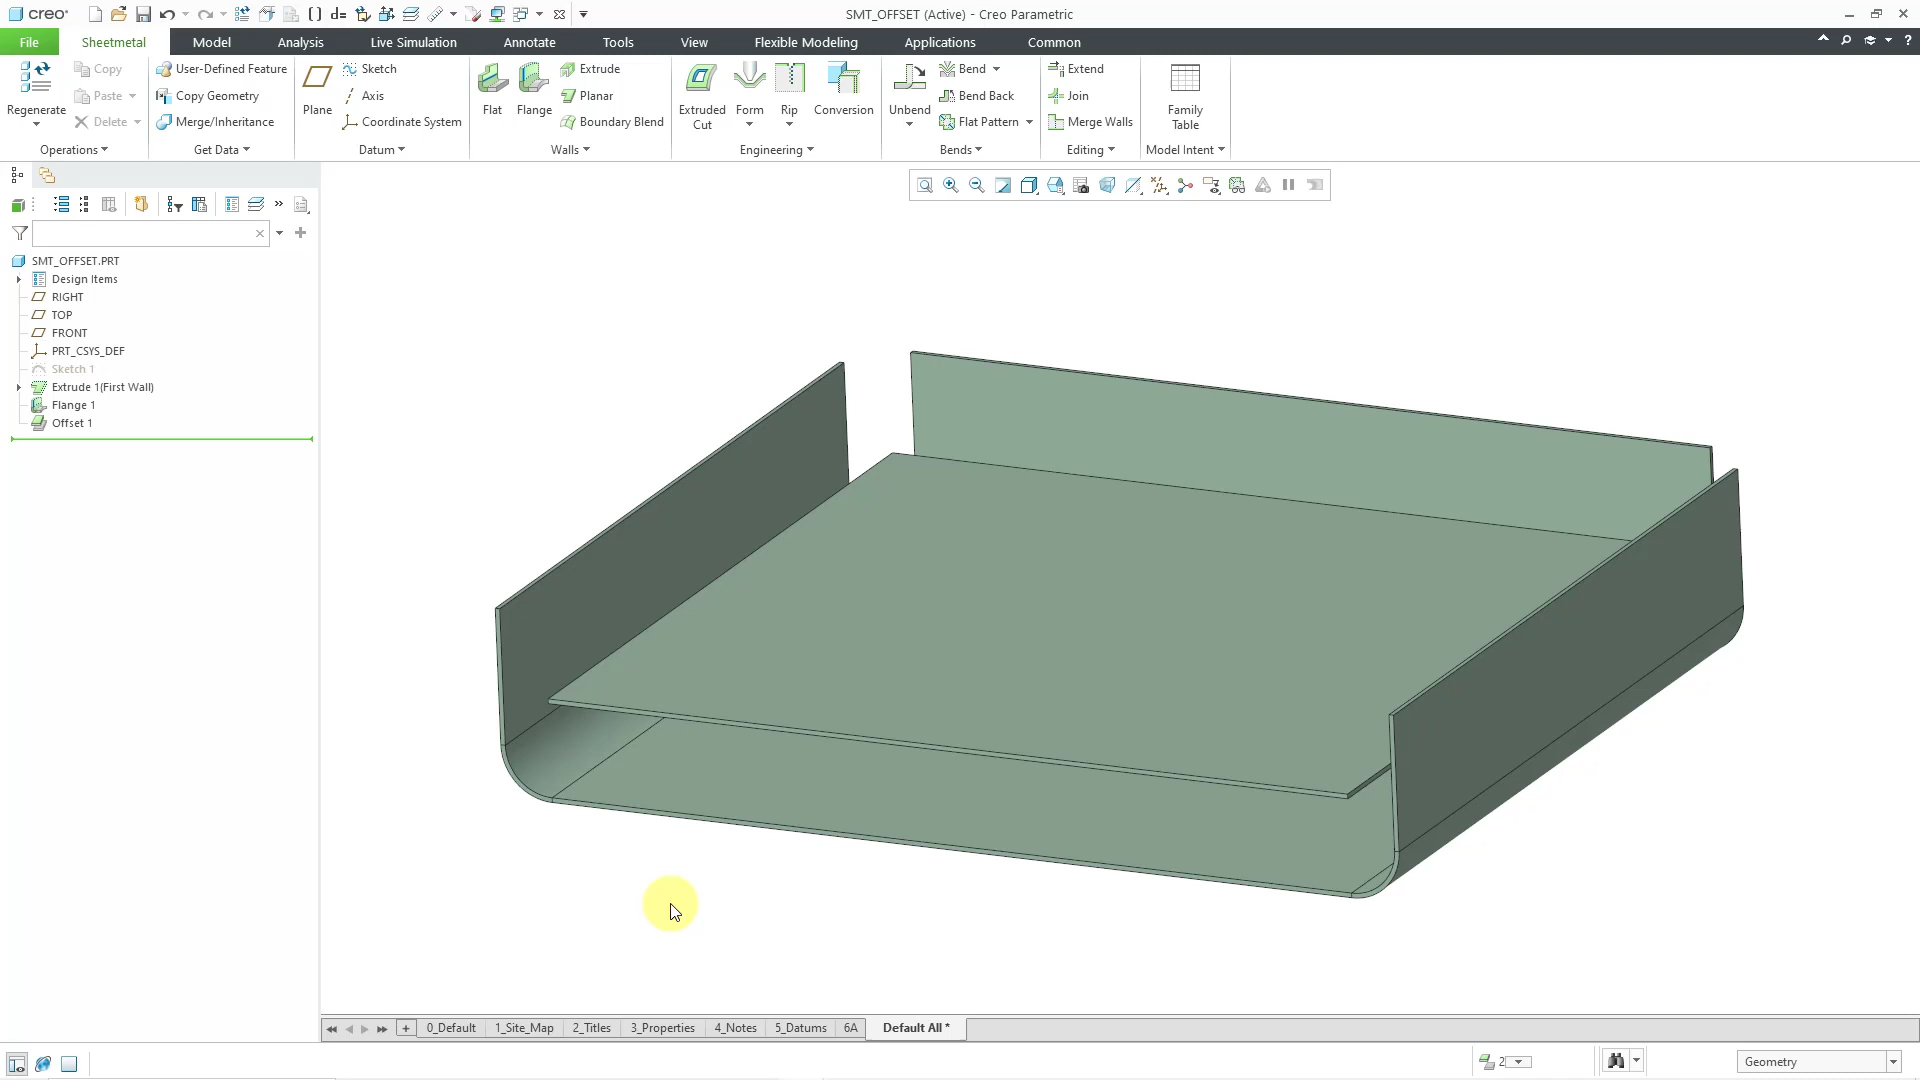 creo
SMT_OFFSET (Active) - Creo Parametric
File
Sheetmetal
Model
Analysis
Live Simulation
Annotate
Tools
View
Flexible Modeling
Applications
Common
Regenerate
Copy
Paste
Delete
Operations
User-Defined Feature
Copy Geometry
Merge/Inheritance
Get Data
Plane
Sketch
Axis
Coordinate System
Datum
Flat
Flange
Extrude
Planar
Boundary Blend
Walls
Extruded
Cut
Form
Rip
Conversion
Engineering
Unbend
Bend
Bend Back
Flat Pattern
Bends
Extend
Join
Merge Walls
Editing
Family
Table
Model Intent
SMT_OFFSET.PRT
Design Items
RIGHT
TOP
FRONT
PRT_CSYS_DEF
Sketch 1
Extrude 1(First Wall)
Flange 1
Offset 1
0_Default
1_Site_Map
2_Titles
3_Properties
4_Notes
5_Datums
6A
Default All *
2
Geometry